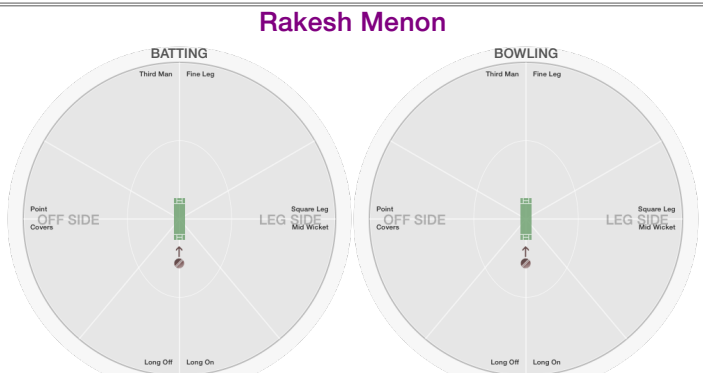 Rakesh Menon
BATTING
Third Man Fine Leg
Point
OFF SIDE
Covers
Square Leg
LEG SIDE
Mid Wicket
Long Off Long On
BOWLING
Third Man Fine Leg
Point
OFF SIDE
Covers
Square Leg
LEG SIDE
Mid Wicket
Long Off Long On